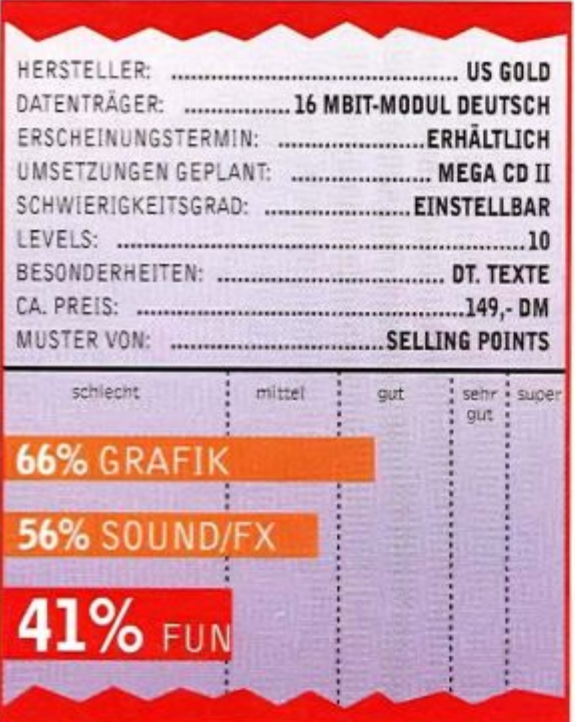 HERSTELLER: ................................................ US GOLD
DATENTRÄGER: .................. 16 MBIT-MODUL DEUTSCH
ERSCHEINUNGSTERMIN: ........................ ERHÄLTLICH
UMSETZUNGEN GEPLANT: ....................... MEGA CD II
SCHWIERIGKEITSGRAD: ........................ EINSTELLBAR
LEVELS: .................................................................... 10
BESONDERHEITEN: ...................................... DT. TEXTE
CA. PREIS: ....................................................... 149,- DM
MUSTER VON: .................................... SELLING POINTS
schlecht mittel gut sehr gut super
66% GRAFIK
56% SOUND/FX
41% FUN